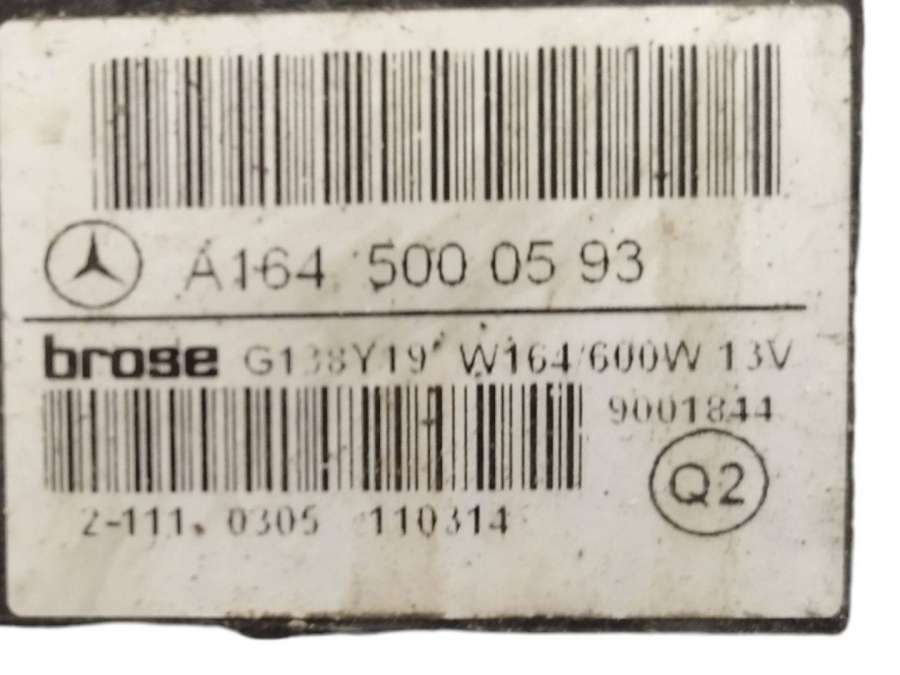 A164 500 05 93
brose G138Y19 W164/600W 13V
9001844
Q2
2-111. 0305 110314